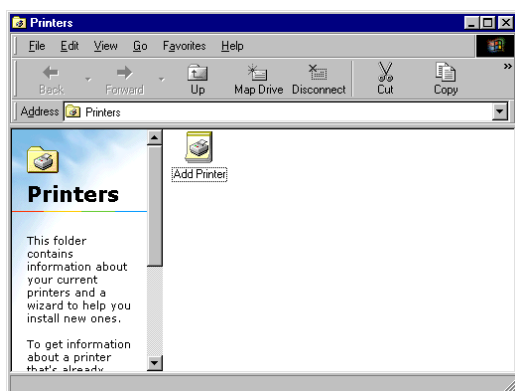 Printers
File Edit View Go Favorites Help
Back Forward Up Map Drive Disconnect Cut Copy »
Address Printers
Add Printer
Printers
This folder
contains
information about
your current
printers and a
wizard to help you
install new ones.
To get information
about a printer
that's already